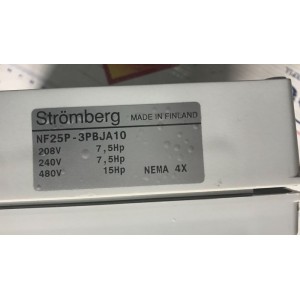 Strömberg MADE IN FINLAND
NF25P-3PBJA10
208V 7,5Hp
240V 7,5Hp
480V 15Hp NEMA 4X